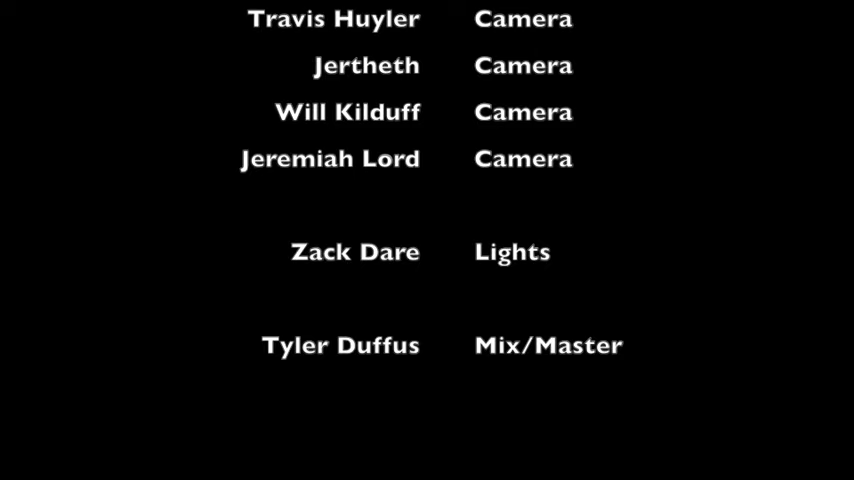 Travis Huyler Camera
Jertheth Camera
Will Kilduff Camera
Jeremiah Lord Camera
Zack Dare Lights
Tyler Duffus Mix/Master